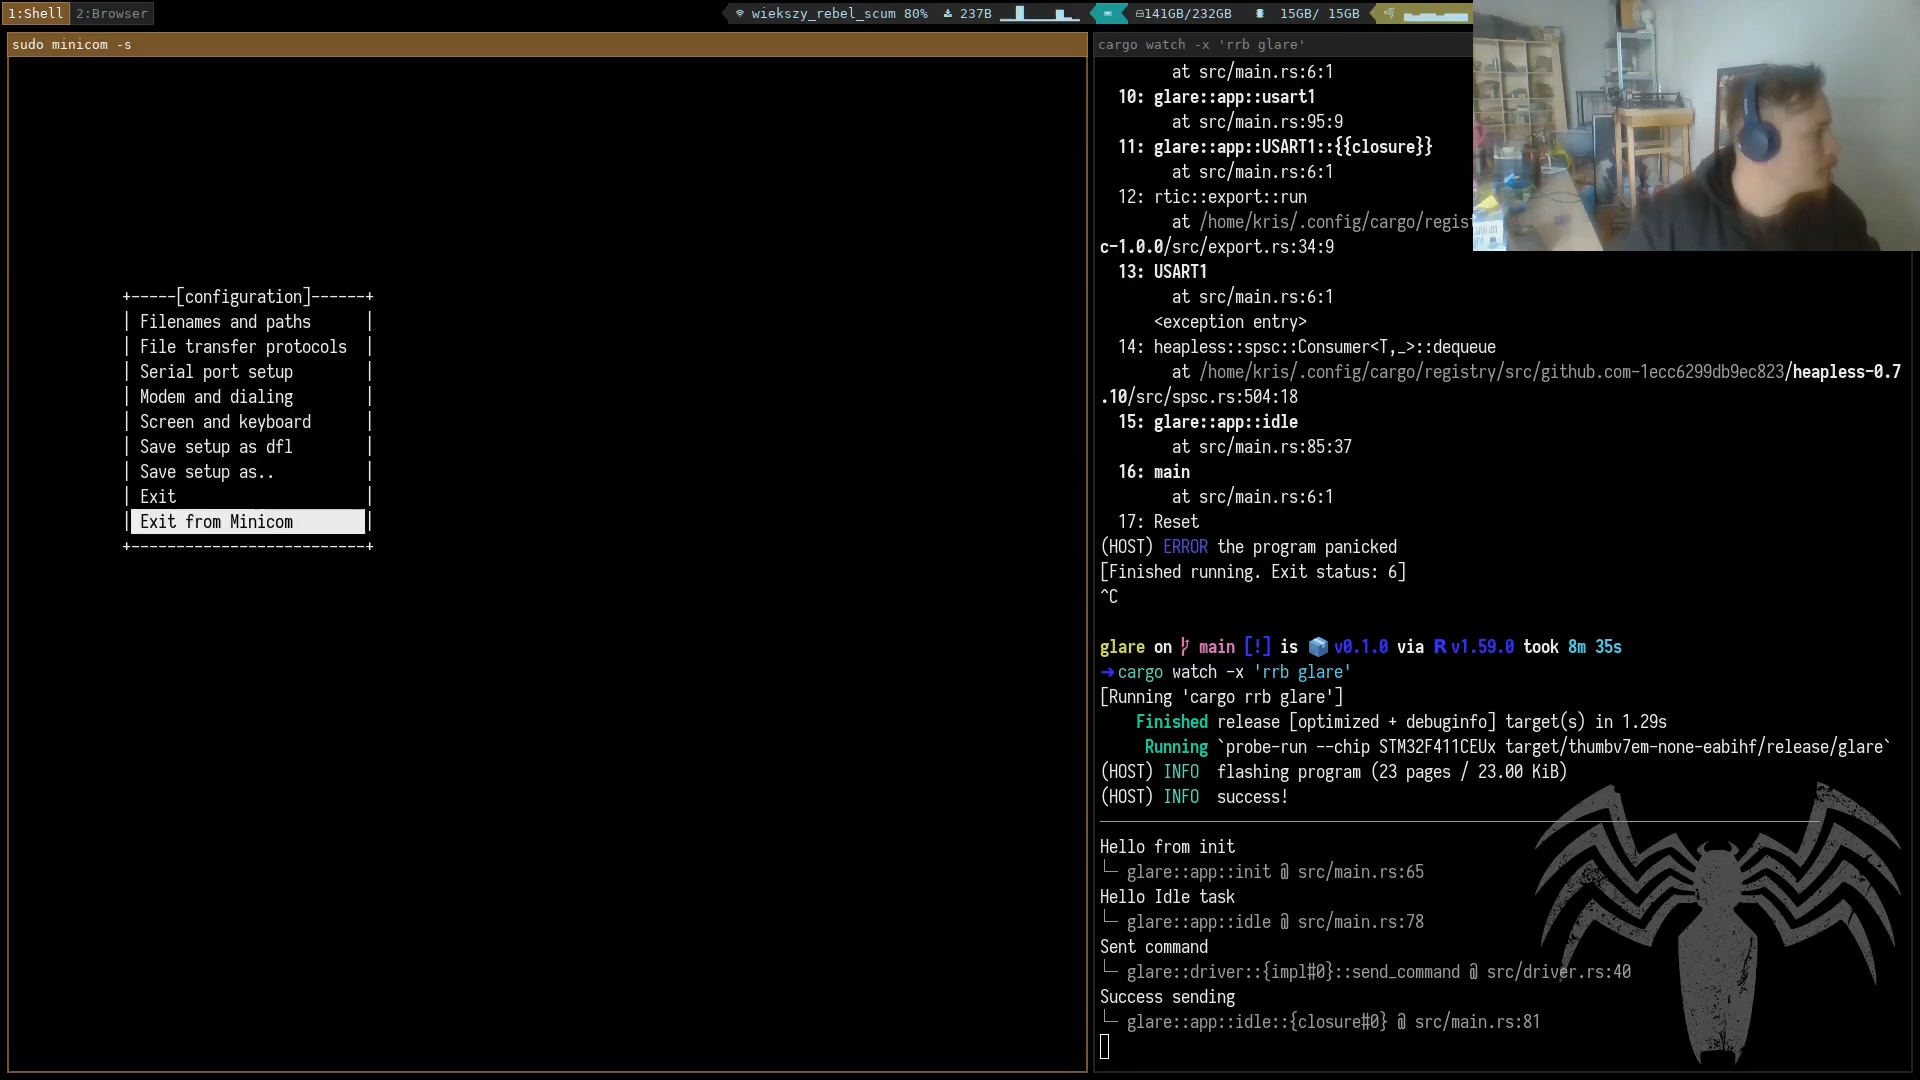 1:Shell 2:Browser
wiekszy_rebel_scum 80% 237B 141GB/232GB 15GB/ 15GB
sudo minicom -s
+-----[configuration]------+
| Filenames and paths |
| File transfer protocols |
| Serial port setup |
| Modem and dialing |
| Screen and keyboard |
| Save setup as dfl |
| Save setup as.. |
| Exit |
| Exit from Minicom |
+--------------------------+
cargo watch -x 'rrb glare'
at src/main.rs:6:1
10: glare::app::usart1
at src/main.rs:95:9
11: glare::app::USART1::{{closure}}
at src/main.rs:6:1
12: rtic::export::run
at /home/kris/.config/cargo/regist
c-1.0.0/src/export.rs:34:9
13: USART1
at src/main.rs:6:1
<exception entry>
14: heapless::spsc::Consumer<T,_>::dequeue
at /home/kris/.config/cargo/registry/src/github.com-1ecc6299db9ec823/heapless-0.7
.10/src/spsc.rs:504:18
15: glare::app::idle
at src/main.rs:85:37
16: main
at src/main.rs:6:1
17: Reset
(HOST) ERROR the program panicked
[Finished running. Exit status: 6]
^C
glare on main [!] is 📦 v0.1.0 via R v1.59.0 took 8m 35s
➜ cargo watch -x 'rrb glare'
[Running 'cargo rrb glare']
Finished release [optimized + debuginfo] target(s) in 1.29s
Running `probe-run --chip STM32F411CEUx target/thumbv7em-none-eabihf/release/glare`
(HOST) INFO flashing program (23 pages / 23.00 KiB)
(HOST) INFO success!
Hello from init
└─ glare::app::init @ src/main.rs:65
Hello Idle task
└─ glare::app::idle @ src/main.rs:78
Sent command
└─ glare::driver::{impl#0}::send_command @ src/driver.rs:40
Success sending
└─ glare::app::idle::{closure#0} @ src/main.rs:81